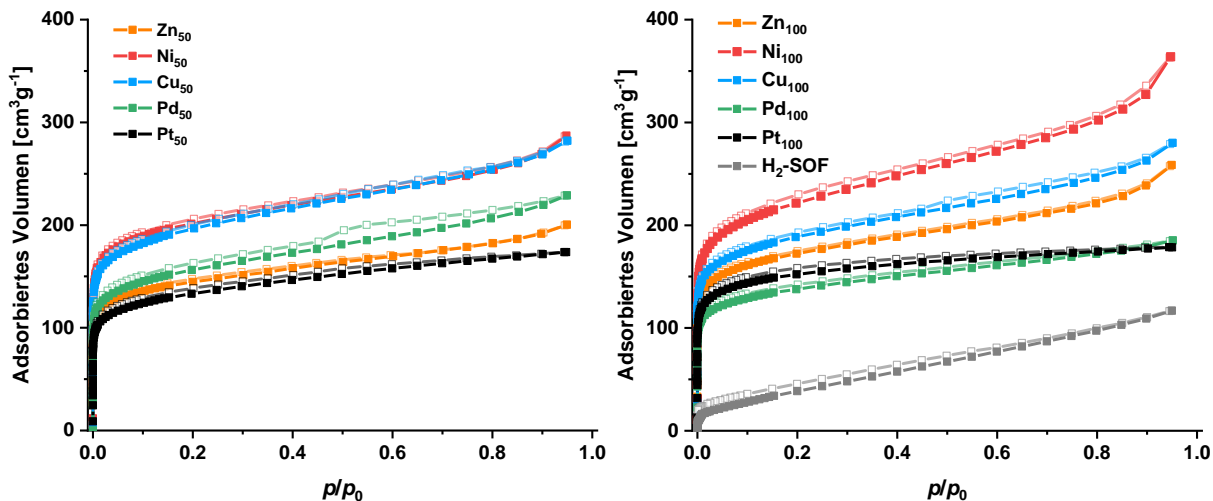 Adsorbiertes Volumen [cm³g⁻¹]
400
300
200
100
0
Zn₅₀
Ni₅₀
Cu₅₀
Pd₅₀
Pt₅₀
0.0 0.2 0.4 0.6 0.8 1.0
p/p₀
Adsorbiertes Volumen [cm³g⁻¹]
400
300
200
100
0
Zn₁₀₀
Ni₁₀₀
Cu₁₀₀
Pd₁₀₀
Pt₁₀₀
H₂-SOF
0.0 0.2 0.4 0.6 0.8 1.0
p/p₀